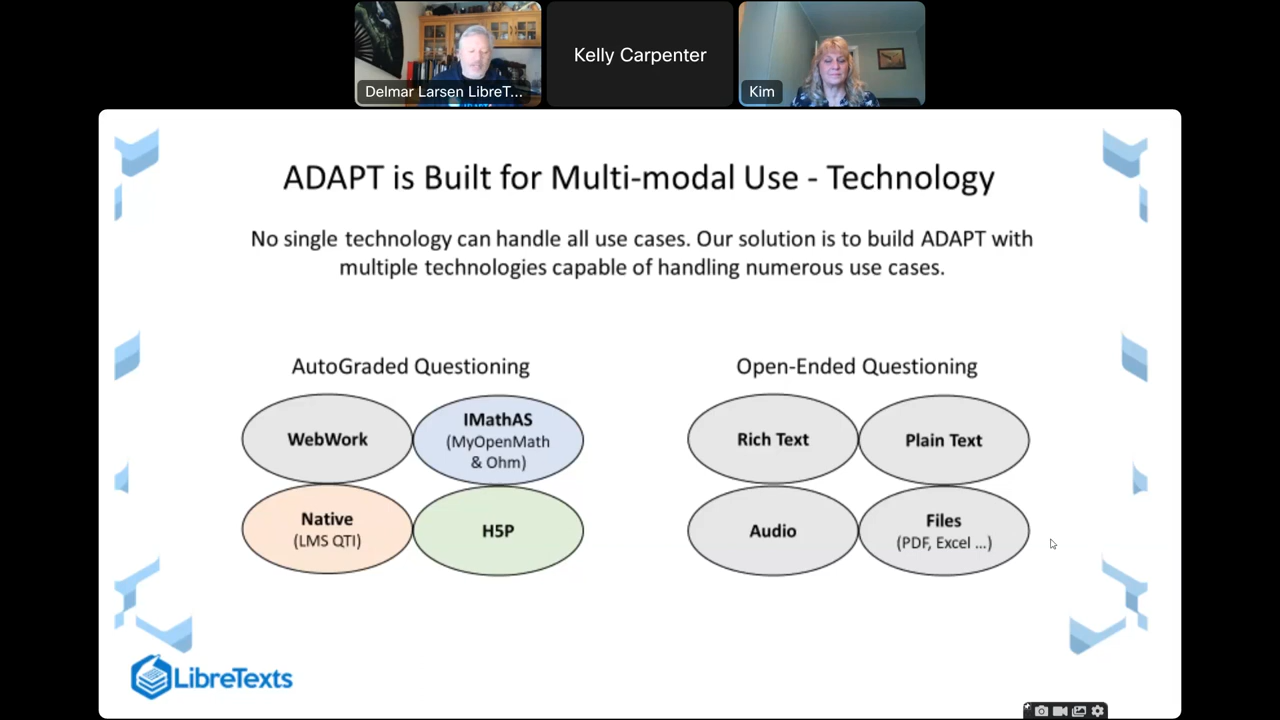 Delmar Larsen LibreT...
Kelly Carpenter
Kim
ADAPT is Built for Multi-modal Use - Technology
No single technology can handle all use cases. Our solution is to build ADAPT with
multiple technologies capable of handling numerous use cases.
AutoGraded Questioning
WebWork
IMathAS
(MyOpenMath
& Ohm)
Native
(LMS QTI)
H5P
Open-Ended Questioning
Rich Text
Plain Text
Audio
Files
(PDF, Excel ...)
LibreTexts